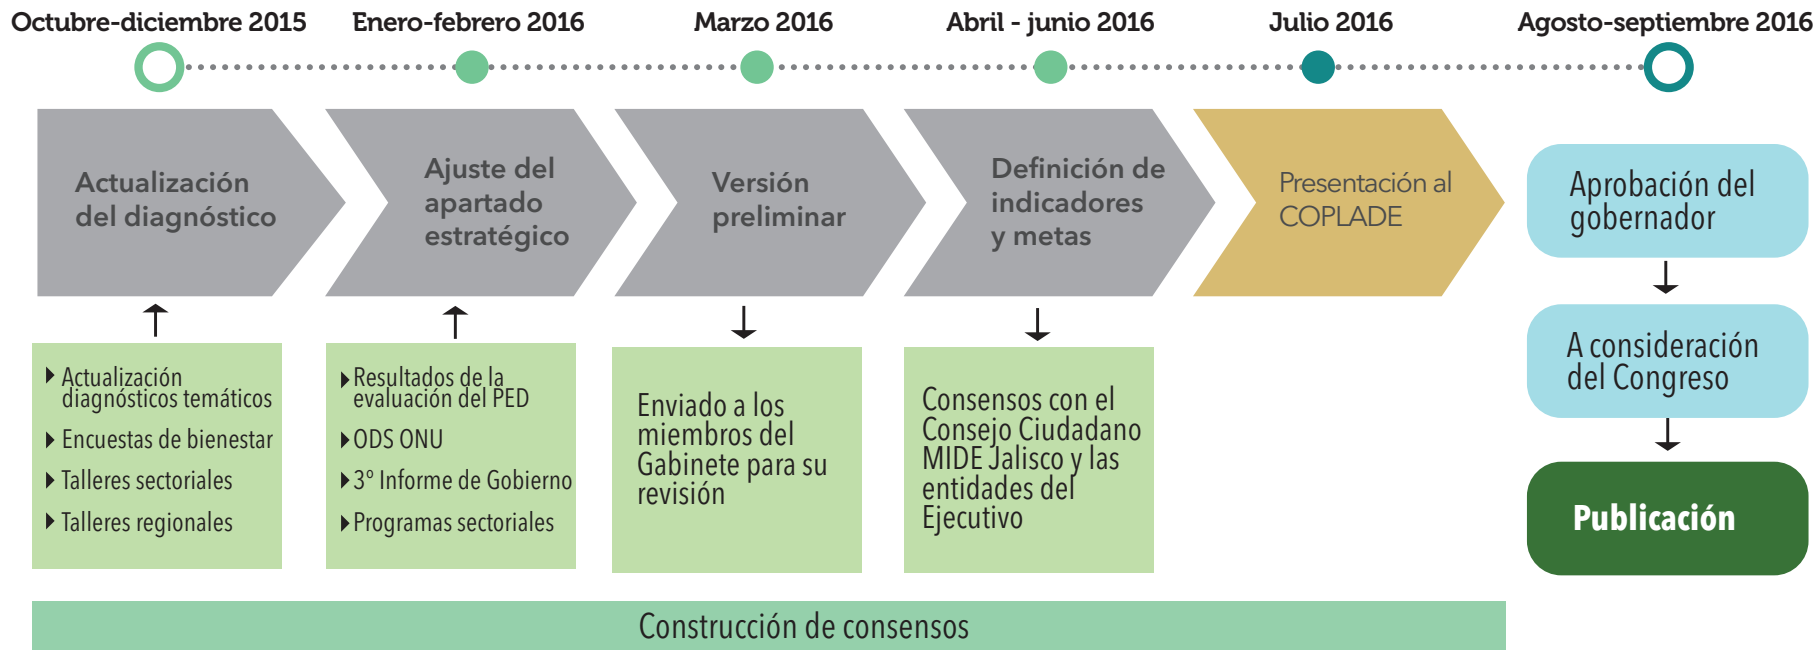 Octubre-diciembre 2015
Enero-febrero 2016
Marzo 2016
Abril - junio 2016
Julio 2016
Agosto-septiembre 2016
Actualización
del diagnóstico
Ajuste del
apartado
estratégico
Versión
preliminar
Definición de
indicadores
y metas
Presentación al
COPLADE
Aprobación del
gobernador
A consideración
del Congreso
Publicación
Actualización
diagnósticos temáticos
Encuestas de bienestar
Talleres sectoriales
Talleres regionales
Resultados de la
evaluación del PED
ODS ONU
3º Informe de Gobierno
Programas sectoriales
Enviado a los
miembros del
Gabinete para su
revisión
Consensos con el
Consejo Ciudadano
MIDE Jalisco y las
entidades del
Ejecutivo
Construcción de consensos